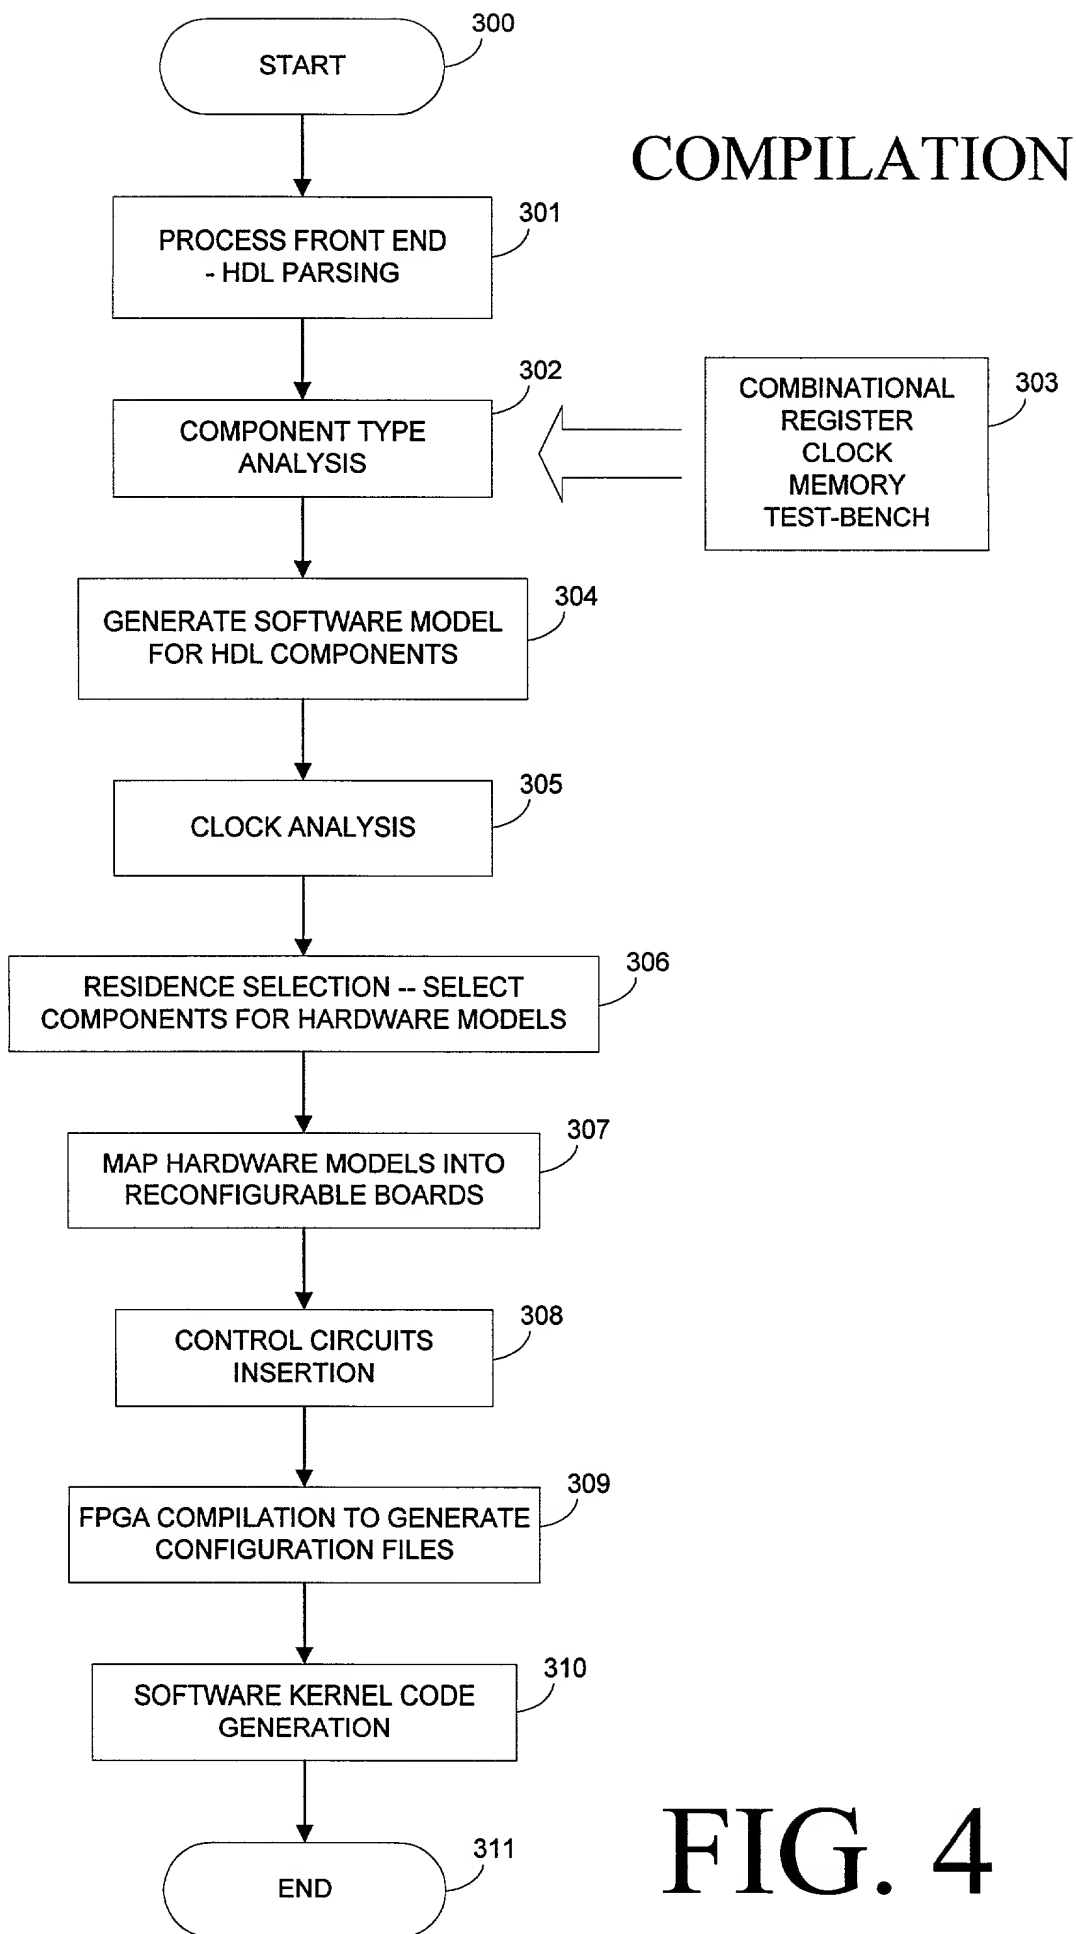 300
START
COMPILATION
301
PROCESS FRONT END
- HDL PARSING
302
COMPONENT TYPE
ANALYSIS
303
COMBINATIONAL
REGISTER
CLOCK
MEMORY
TEST-BENCH
304
GENERATE SOFTWARE MODEL
FOR HDL COMPONENTS
305
CLOCK ANALYSIS
306
RESIDENCE SELECTION -- SELECT
COMPONENTS FOR HARDWARE MODELS
307
MAP HARDWARE MODELS INTO
RECONFIGURABLE BOARDS
308
CONTROL CIRCUITS
INSERTION
309
FPGA COMPILATION TO GENERATE
CONFIGURATION FILES
310
SOFTWARE KERNEL CODE
GENERATION
311
END
FIG. 4